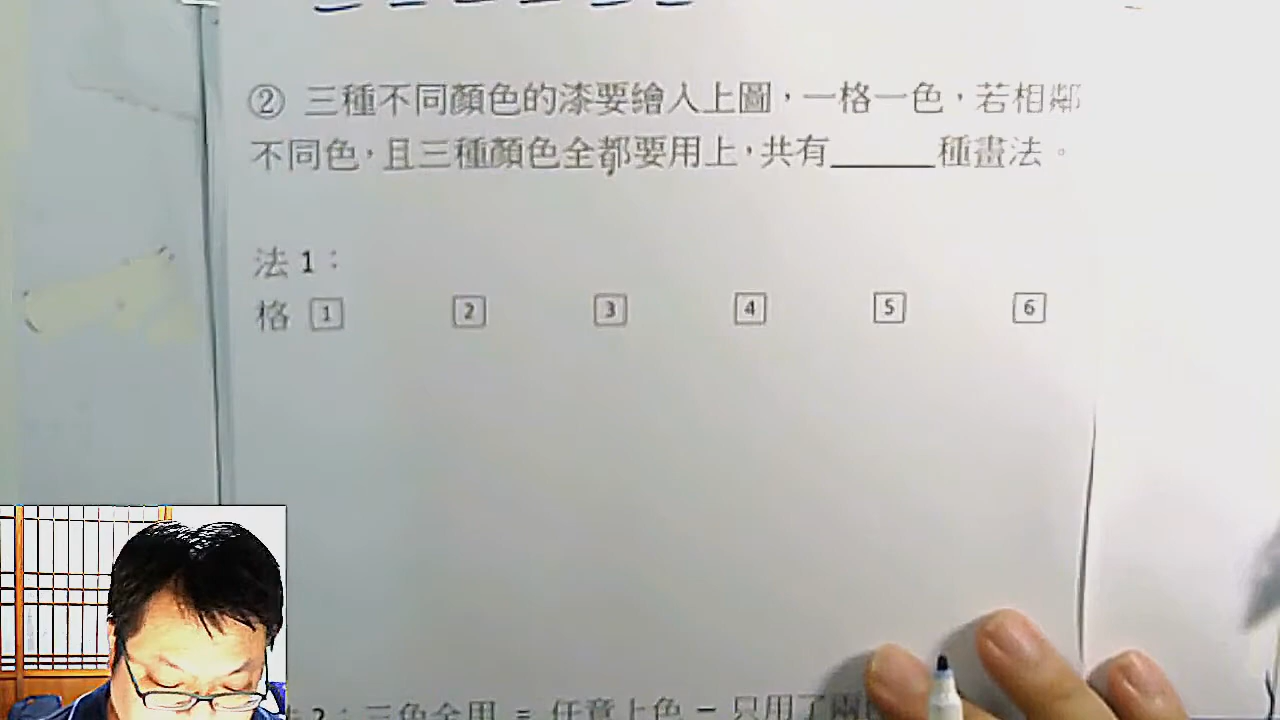 ② 三種不同顏色的漆要繪入上圖，一格一色，若相鄰
不同色，且三種顏色全都要用上，共有______種畫法。
法1：
格 1 2 3 4 5 6
2：三色全用 = 任意上色 - 只用了兩